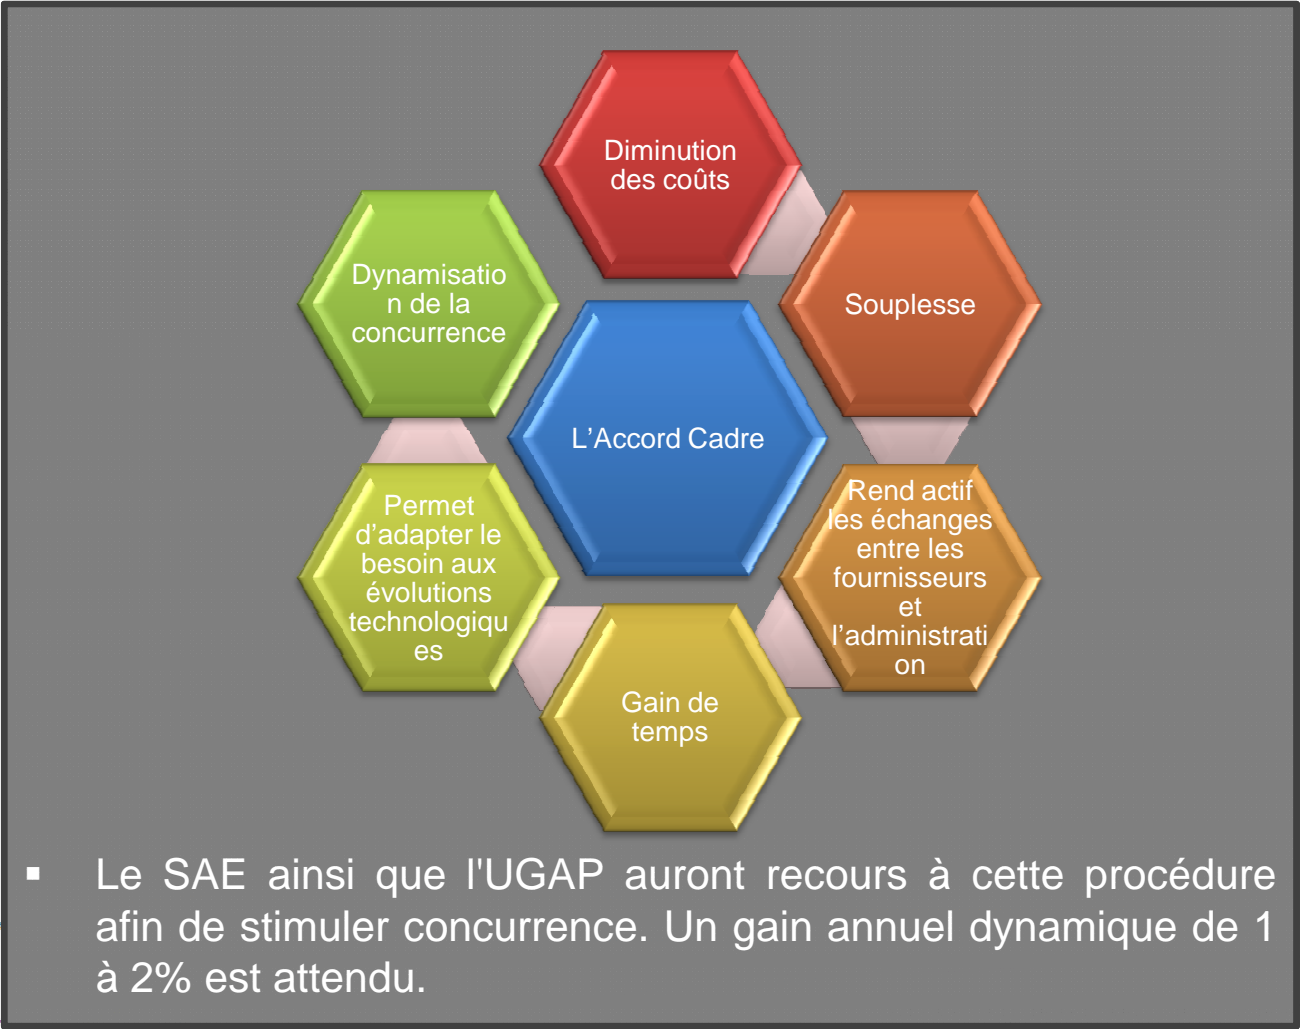 Diminution
des coûts
Souplesse
Rend actif
les échanges
entre les
fournisseurs
et
l’administrati
on
Gain de
temps
Permet
d’adapter le
besoin aux
évolutions
technologiqu
es
Dynamisatio
n de la
concurrence
L’Accord Cadre
▪ Le SAE ainsi que l'UGAP auront recours à cette procédure
afin de stimuler concurrence. Un gain annuel dynamique de 1
à 2% est attendu.